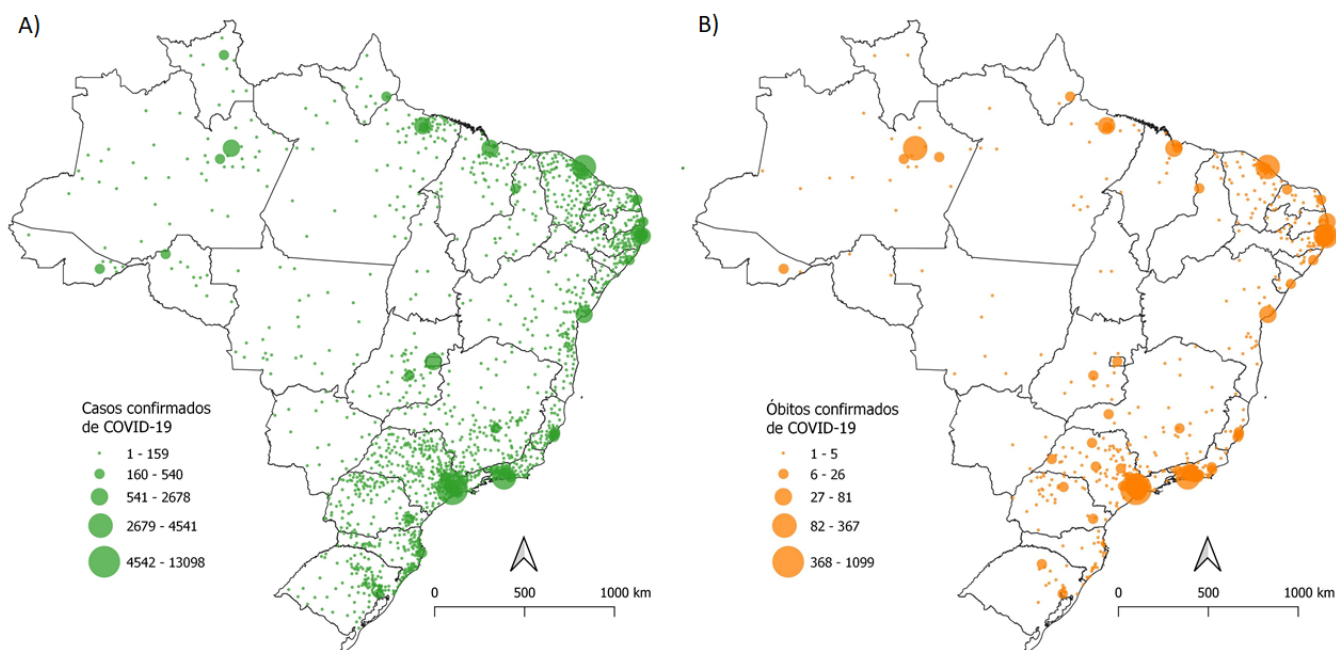 A)
Casos confirmados
de COVID-19
1 - 159
160 - 540
541 - 2678
2679 - 4541
4542 - 13098
0 500 1000 km
B)
Óbitos confirmados
de COVID-19
1 - 5
6 - 26
27 - 81
82 - 367
368 - 1099
0 500 1000 km